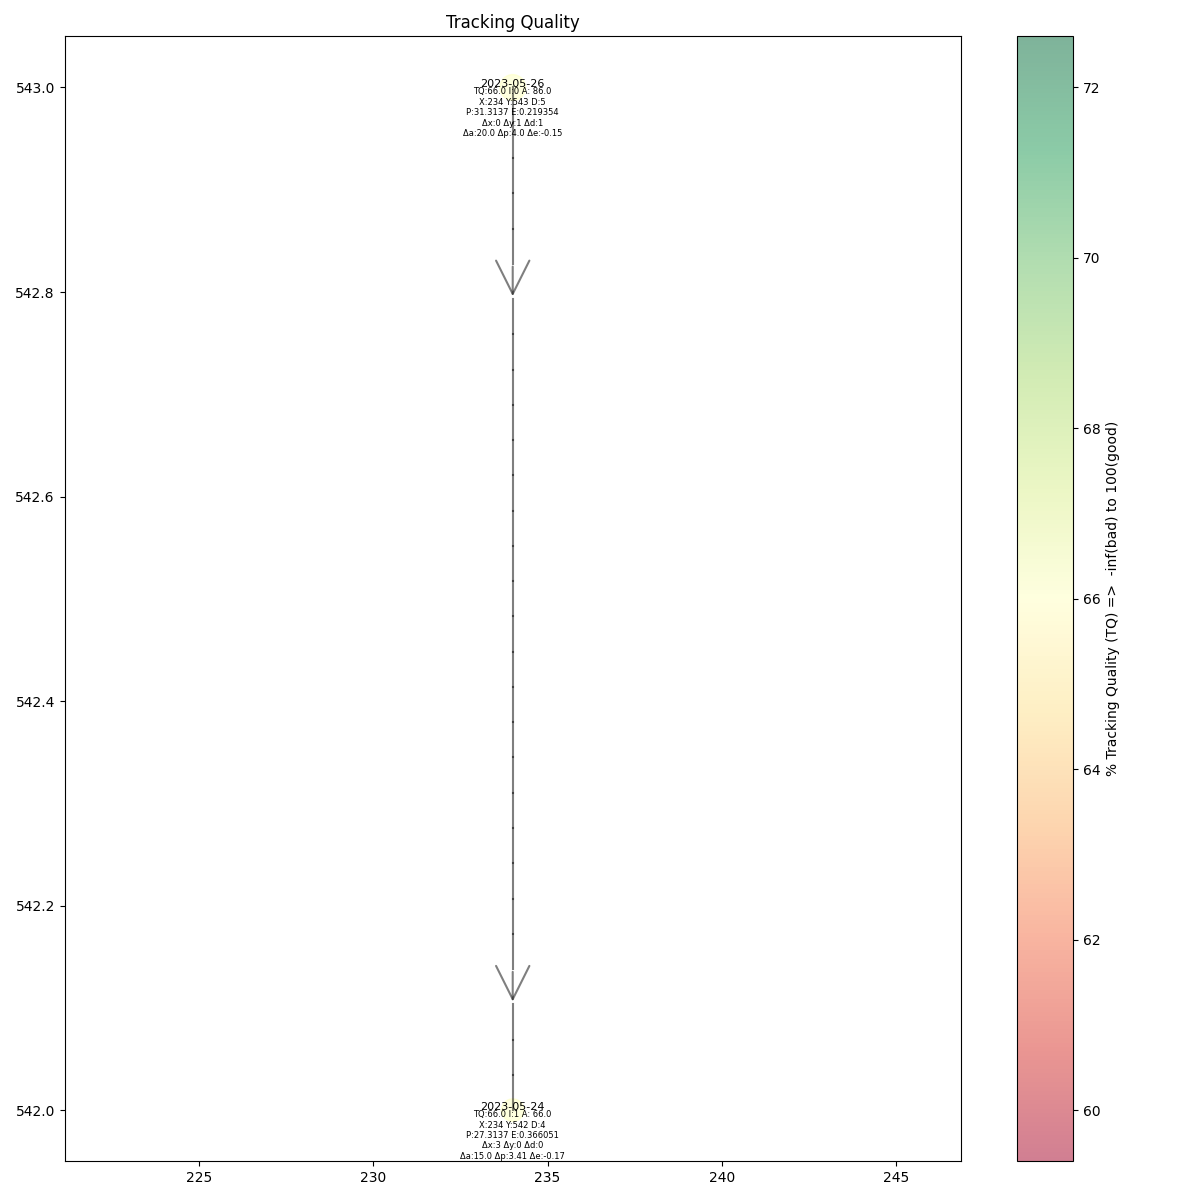 Tracking Quality
543.0
542.8
542.6
542.4
542.2
542.0
225
230
235
240
245
2023-05-26
TQ:66.0 I:0 A: 86.0
X:234 Y:543 D:5
P:31.3137 E:0.219354
Δx:0 Δy:1 Δd:1
Δa:20.0 Δp:4.0 Δe:-0.15
2023-05-24
TQ:66.0 I:1 A: 66.0
X:234 Y:542 D:4
P:27.3137 E:0.366051
Δx:3 Δy:0 Δd:0
Δa:15.0 Δp:3.41 Δe:-0.17
72
70
68
66
64
62
60
% Tracking Quality (TQ) =>  -inf(bad) to 100(good)